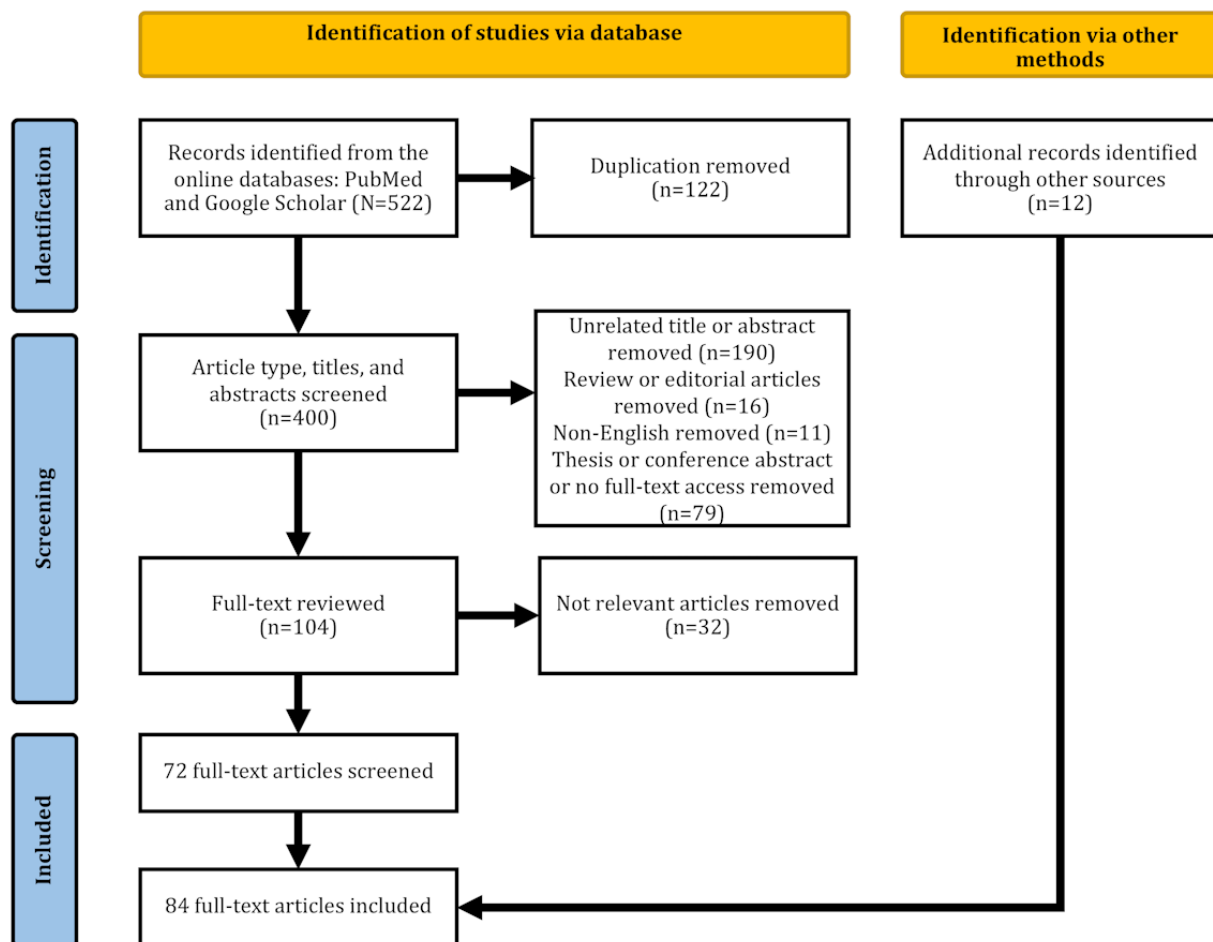 Identification of studies via database
Identification via other
methods
Identification
Records identified from the
online databases: PubMed
and Google Scholar (N=522)
Duplication removed
(n=122)
Additional records identified
through other sources
(n=12)
Screening
Article type, titles, and
abstracts screened
(n=400)
Unrelated title or abstract
removed (n=190)
Review or editorial articles
removed (n=16)
Non-English removed (n=11)
Thesis or conference abstract
or no full-text access removed
(n=79)
Full-text reviewed
(n=104)
Not relevant articles removed
(n=32)
Included
72 full-text articles screened
84 full-text articles included